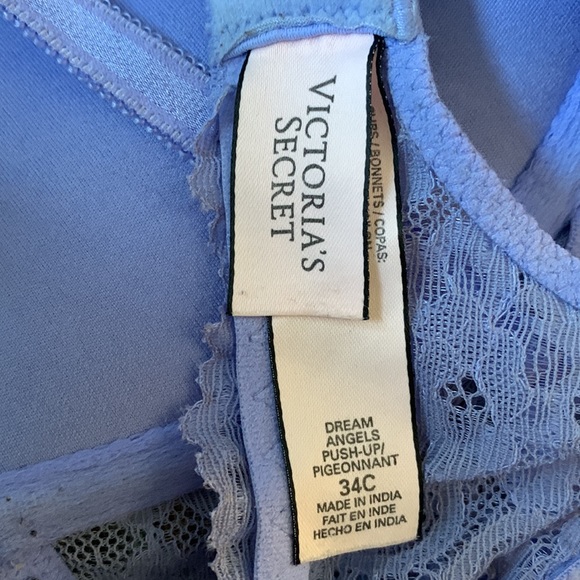 VICTORIA'S
SECRET
/BONNETS/COPAS:
DREAM
ANGELS
PUSH-UP/
PIGEONNANT
34C
MADE IN INDIA
FAIT EN INDE
HECHO EN INDIA